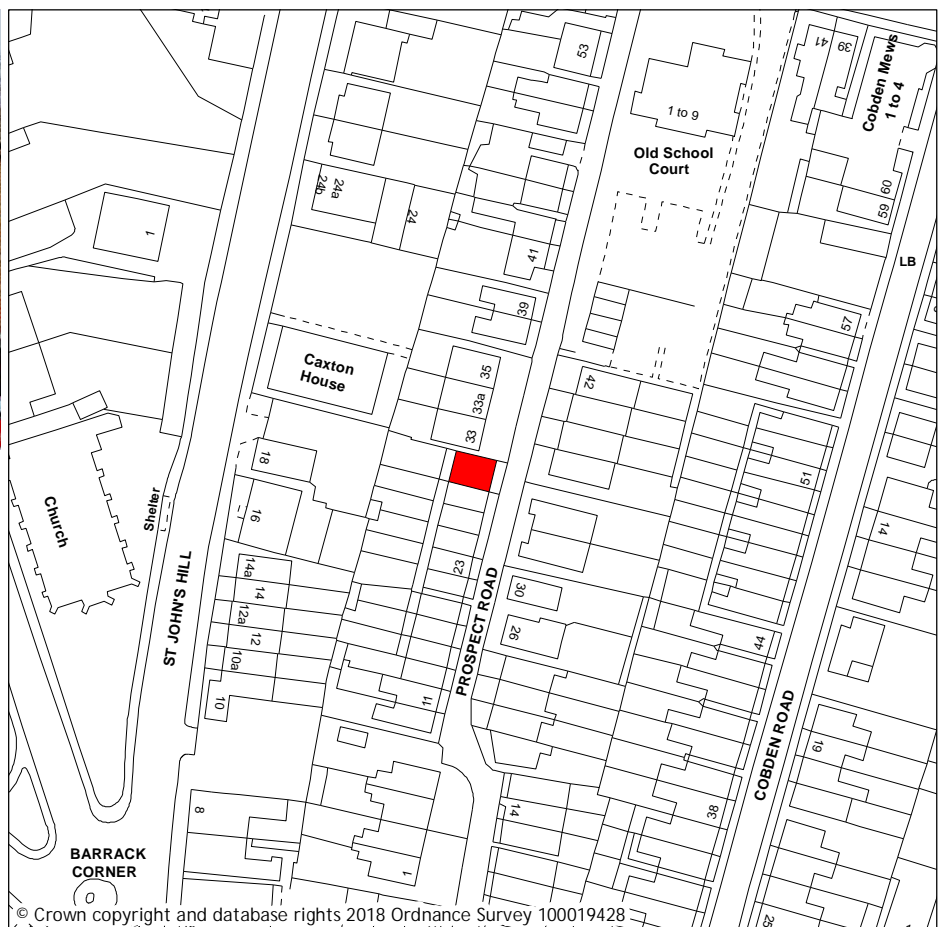 53
39 41
Cobden Mews
1 to 4
1 to 9
Old School
Court
24b
24a
24
1
41
60
59
LB
39
57
Caxton
House
35
33a
33
42
18
51
Church
Shelter
16
14
23
14a
14
12a
12
10a
10
ST JOHN'S HILL
30
26
PROSPECT ROAD
44
11
COBDEN ROAD
19
8
14
38
1
BARRACK
CORNER
25
© Crown copyright and database rights 2018 Ordnance Survey 100019428